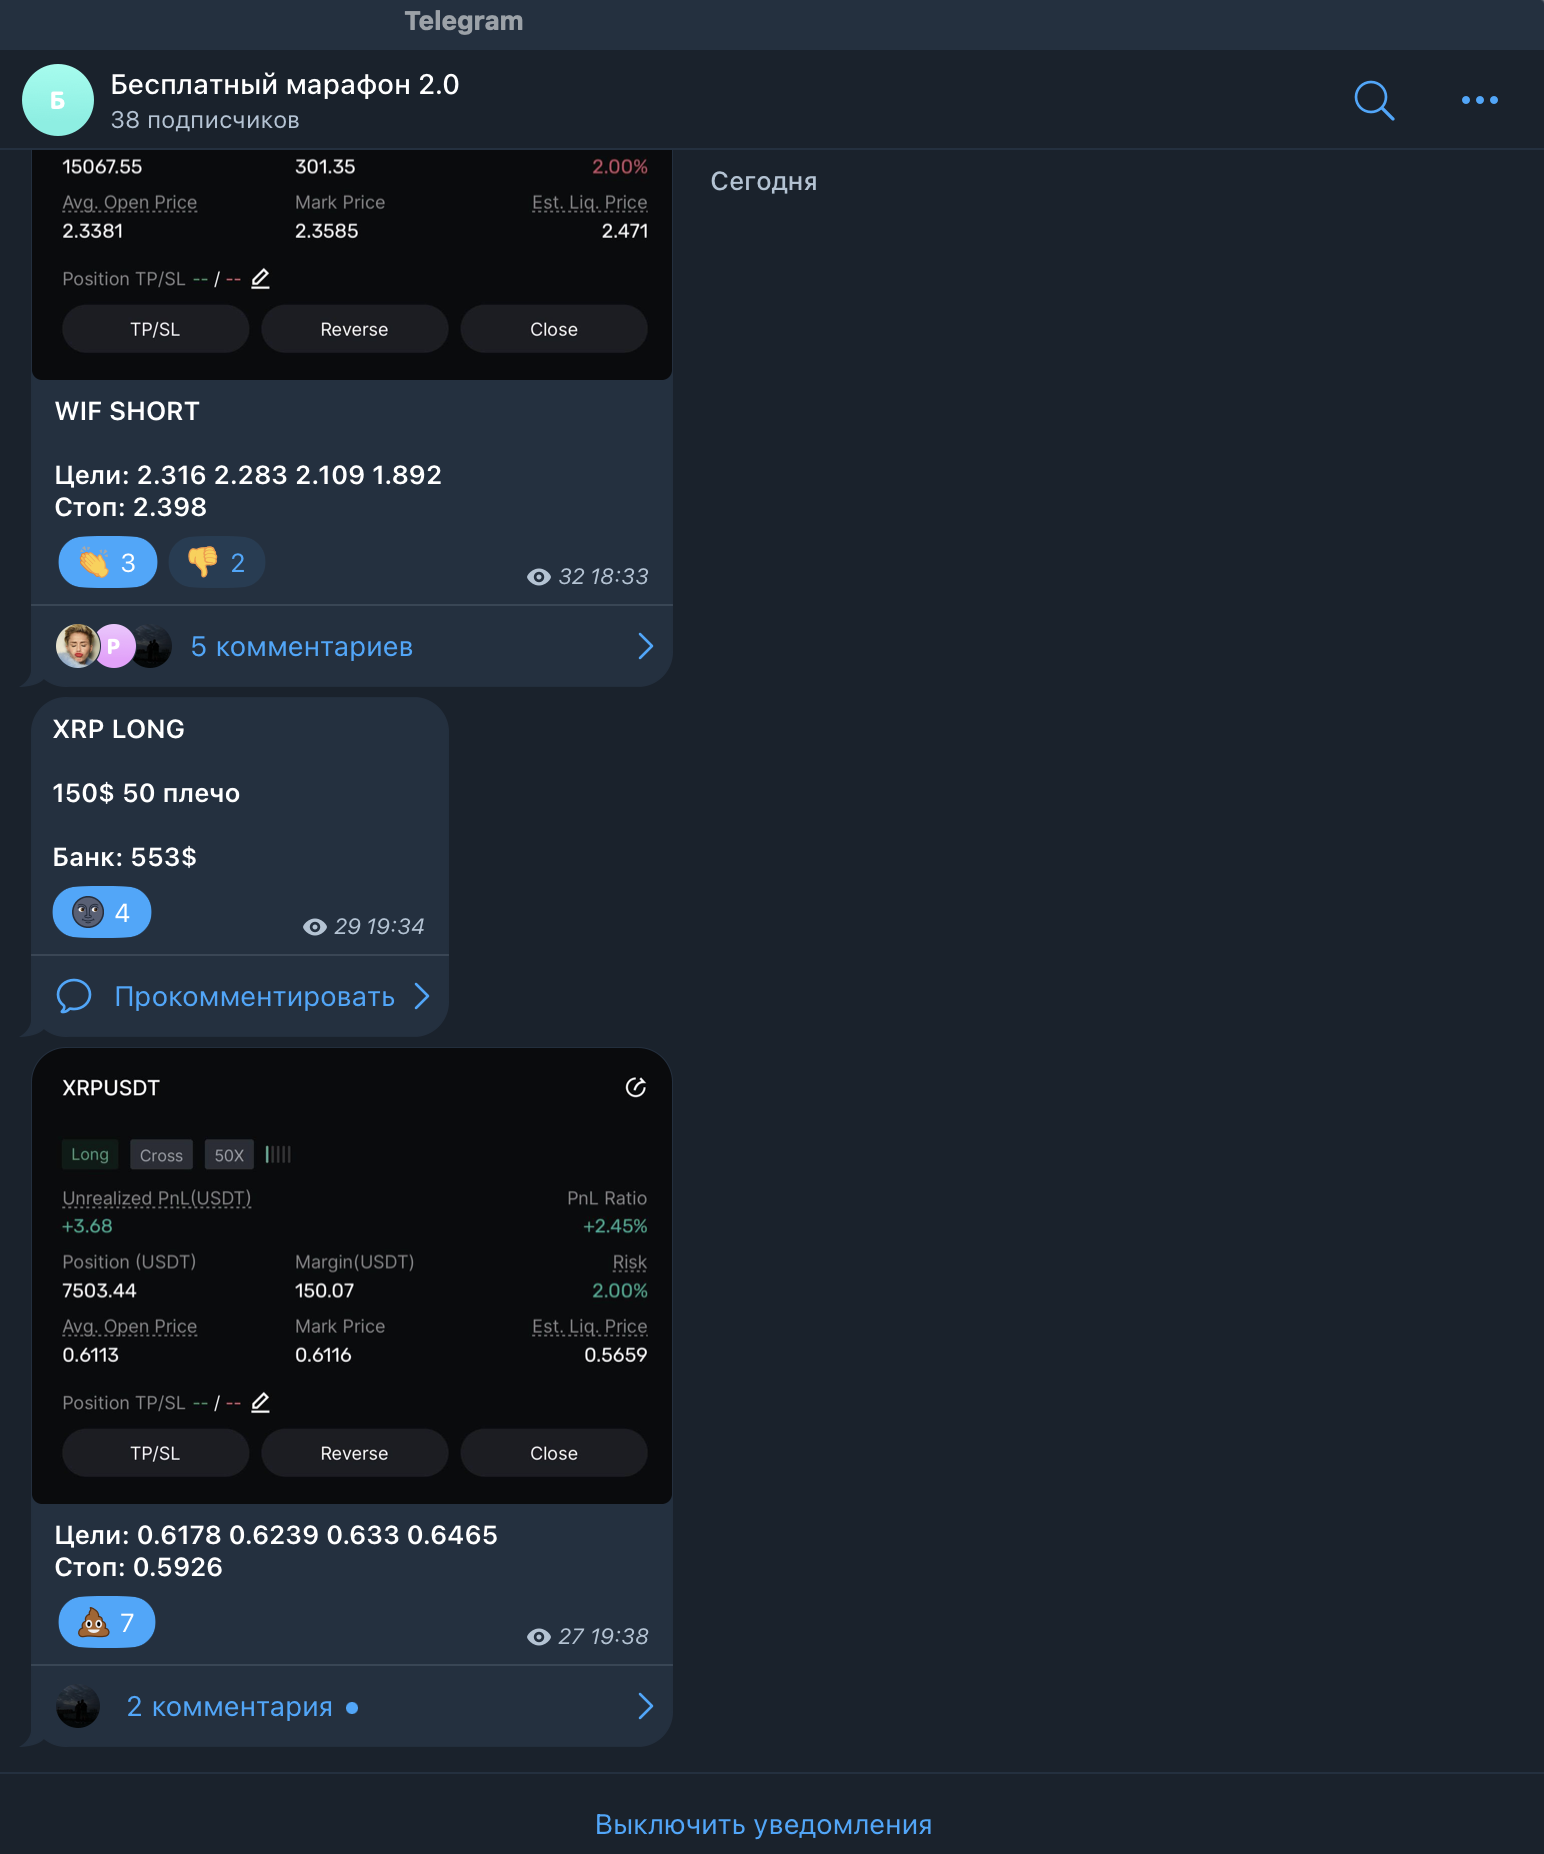 Telegram
Б
Бесплатный марафон 2.0
38 подписчиков
Сегодня
15067.55 301.35 2.00%
Avg. Open Price Mark Price Est. Liq. Price
2.3381 2.3585 2.471
Position TP/SL -- / --
TP/SL Reverse Close
WIF SHORT
Цели: 2.316 2.283 2.109 1.892
Стоп: 2.398
👏 3 👎 2
32 18:33
P
5 комментариев
XRP LONG
150$ 50 плечо
Банк: 553$
🌚 4
29 19:34
Прокомментировать
XRPUSDT
Long Cross 50X
Unrealized PnL(USDT) PnL Ratio
+3.68 +2.45%
Position (USDT) Margin(USDT) Risk
7503.44 150.07 2.00%
Avg. Open Price Mark Price Est. Liq. Price
0.6113 0.6116 0.5659
Position TP/SL -- / --
TP/SL Reverse Close
Цели: 0.6178 0.6239 0.633 0.6465
Стоп: 0.5926
💩 7
27 19:38
2 комментария
Выключить уведомления